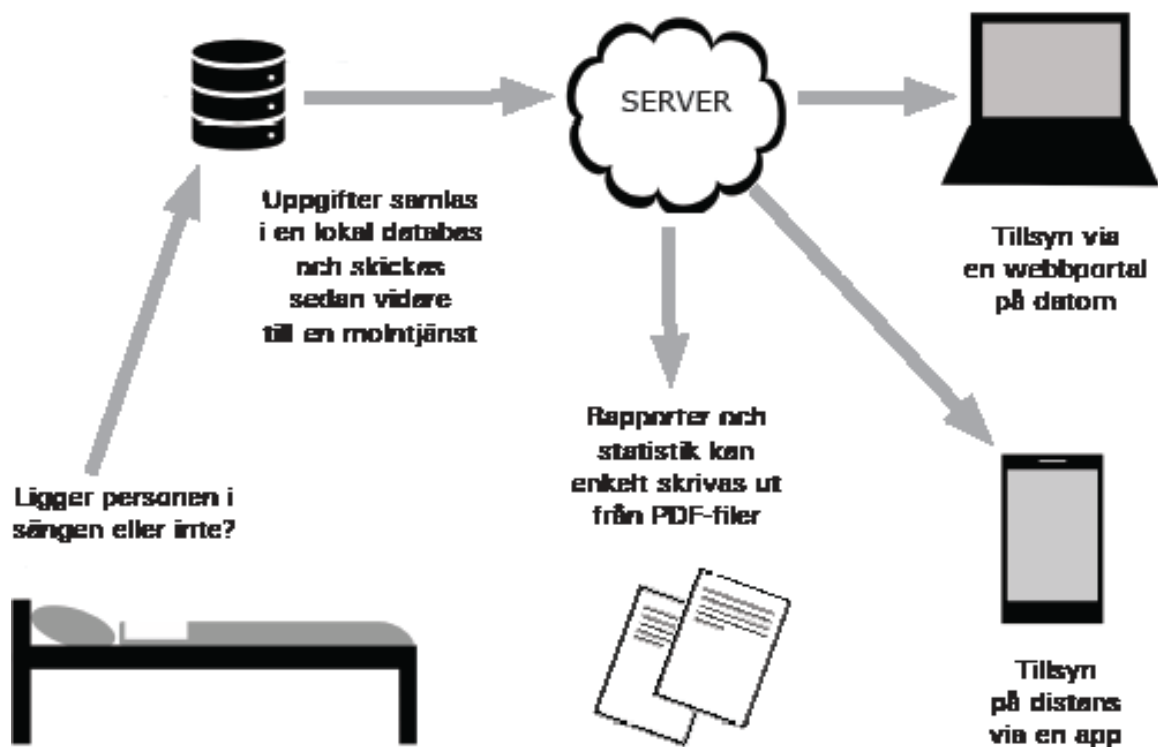 SERVER
Uppgifter samlas
i en lokal databas
och skickas
sedan vidare
till en molntjänst
Tillsyn via
en webbportal
på datorn
Rapporter och
statistik kan
enkelt skrivas ut
från PDF-filer
Ligger personen i
sängen eller inte?
Tillsyn
på distans
via en app